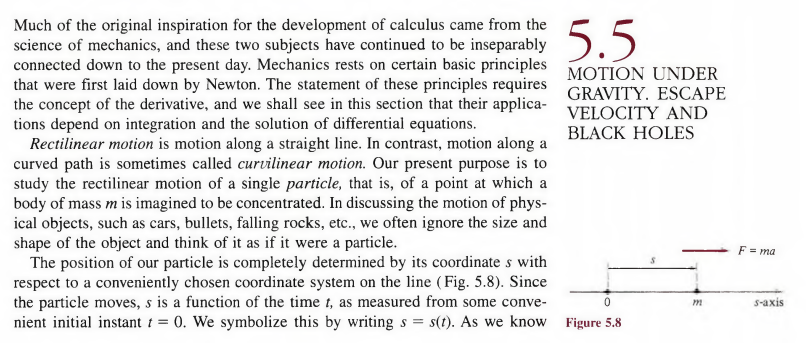 Much of the original inspiration for the development of calculus came from the
science of mechanics, and these two subjects have continued to be inseparably
connected down to the present day. Mechanics rests on certain basic principles
that were first laid down by Newton. The statement of these principles requires
the concept of the derivative, and we shall see in this section that their applica-
tions depend on integration and the solution of differential equations.
Rectilinear motion is motion along a straight line. In contrast, motion along a
curved path is sometimes called curvilinear motion. Our present purpose is to
study the rectilinear motion of a single particle, that is, of a point at which a
body of mass m is imagined to be concentrated. In discussing the motion of phys-
ical objects, such as cars, bullets, falling rocks, etc., we often ignore the size and
shape of the object and think of it as if it were a particle.
The position of our particle is completely determined by its coordinate s with
respect to a conveniently chosen coordinate system on the line (Fig. 5.8). Since
the particle moves, s is a function of the time t, as measured from some conve-
nient initial instant t = 0. We symbolize this by writing s = s(t). As we know
5.5
MOTION UNDER
GRAVITY. ESCAPE
VELOCITY AND
BLACK HOLES
F = ma
s
0 m s-axis
Figure 5.8